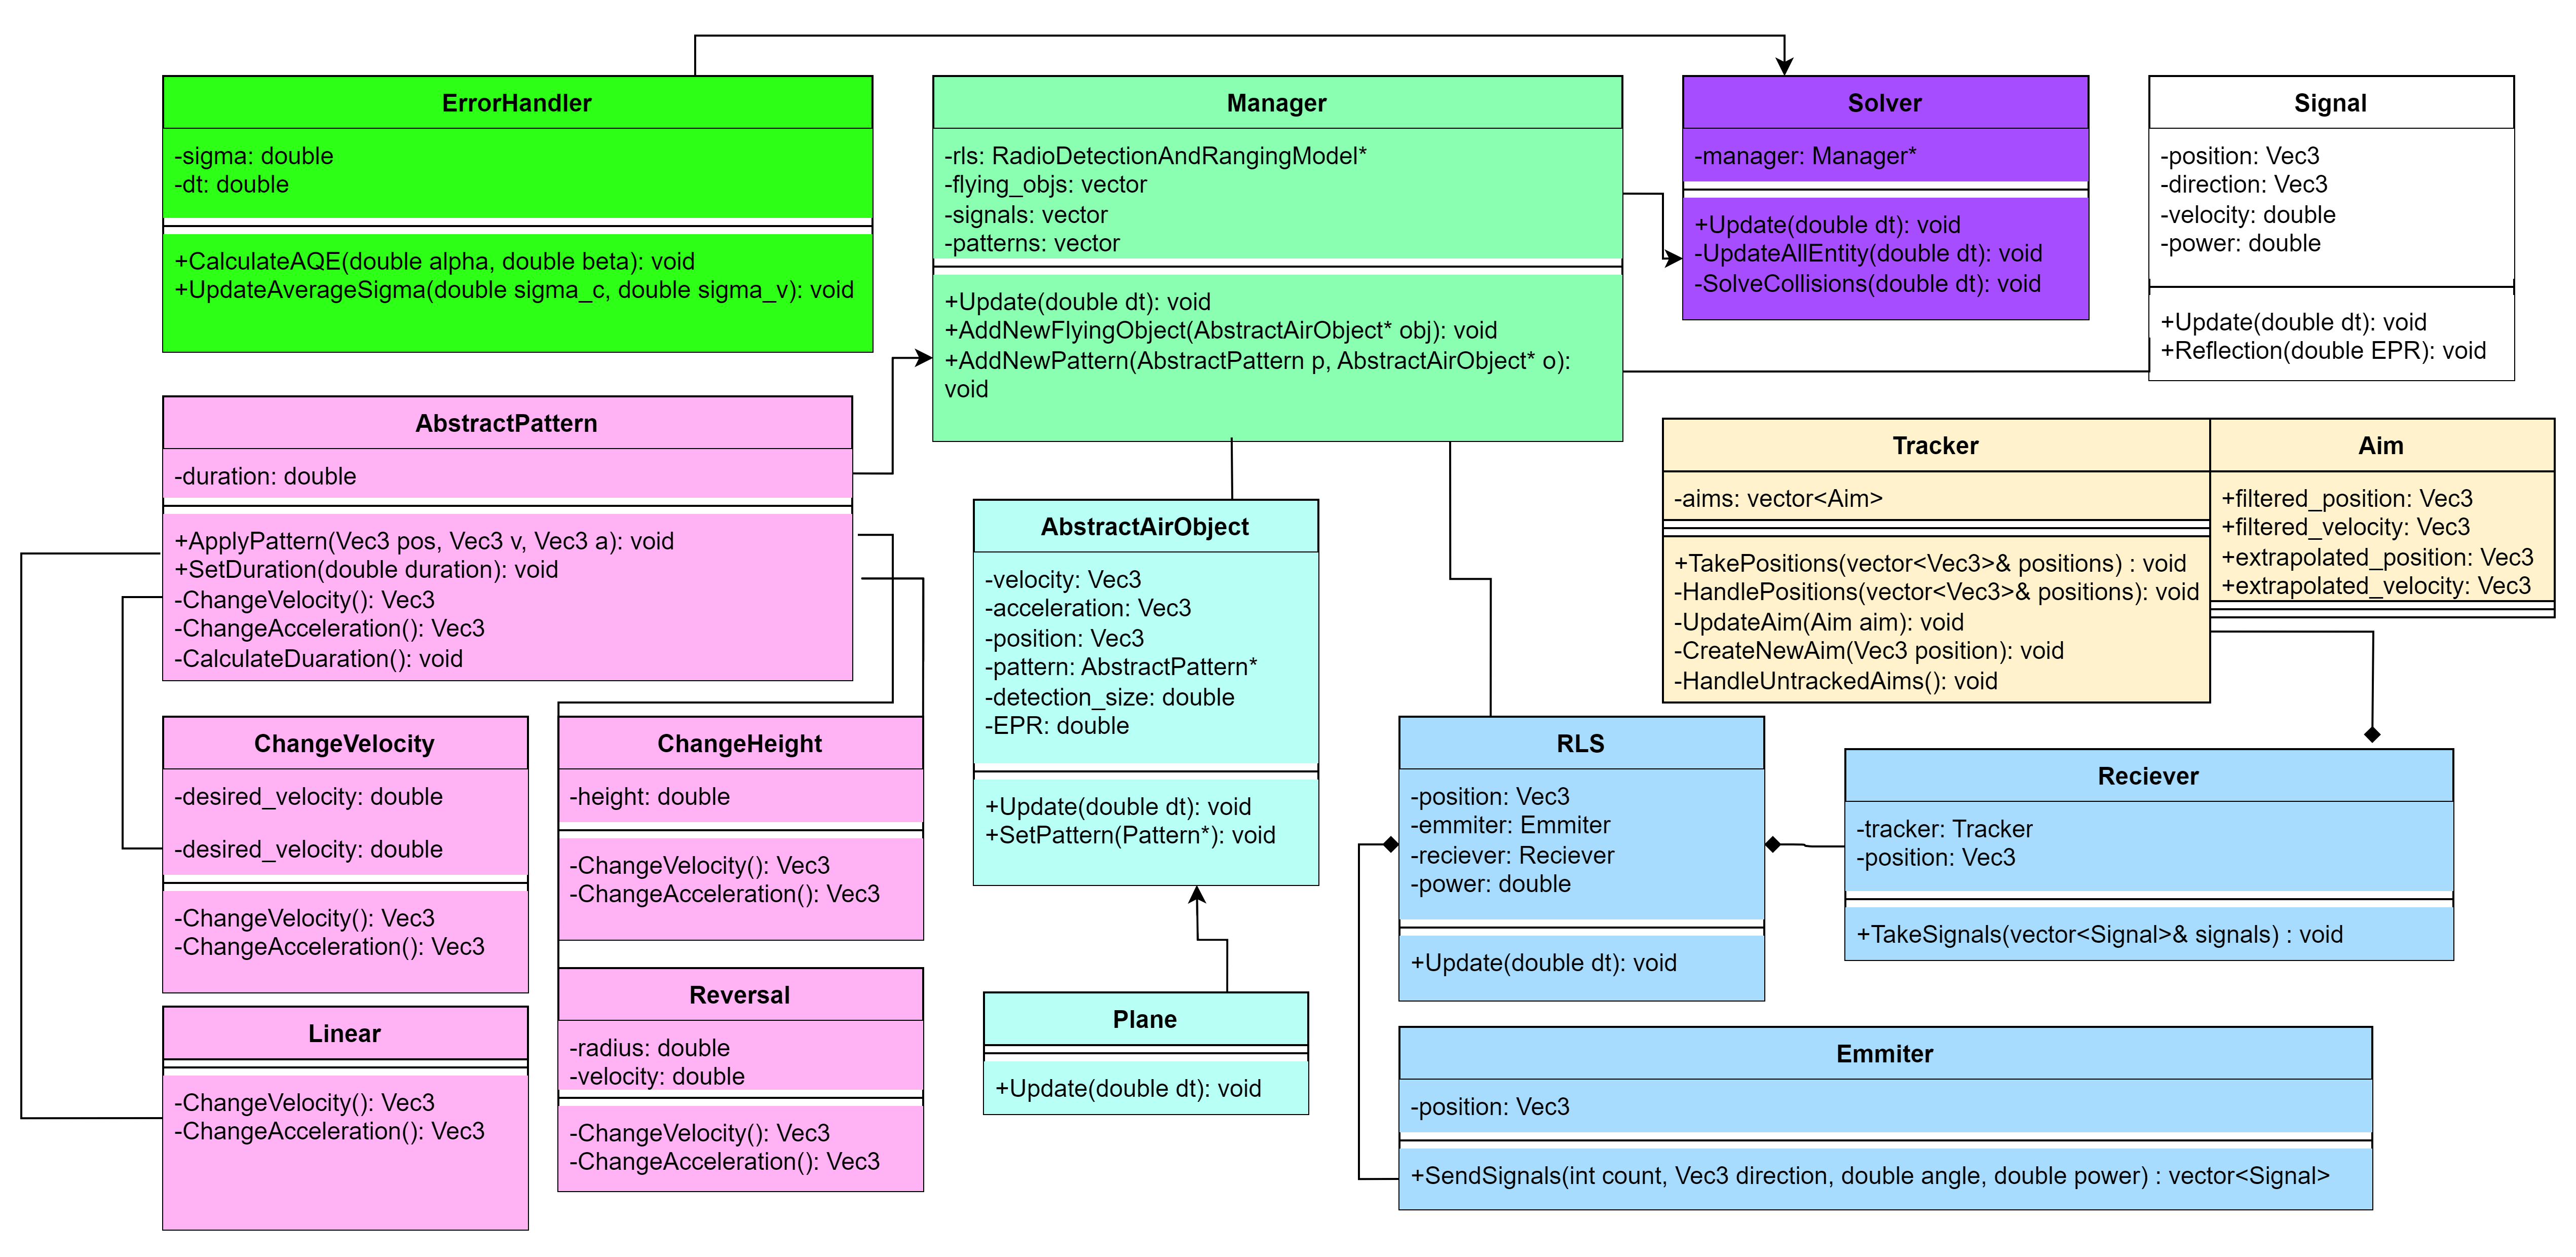 ErrorHandler
-sigma: double
-dt: double
+CalculateAQE(double alpha, double beta): void
+UpdateAverageSigma(double sigma_c, double sigma_v): void
Manager
-rls: RadioDetectionAndRangingModel*
-flying_objs: vector
-signals: vector
-patterns: vector
+Update(double dt): void
+AddNewFlyingObject(AbstractAirObject* obj): void
+AddNewPattern(AbstractPattern p, AbstractAirObject* o):
void
Solver
-manager: Manager*
+Update(double dt): void
-UpdateAllEntity(double dt): void
-SolveCollisions(double dt): void
Signal
-position: Vec3
-direction: Vec3
-velocity: double
-power: double
+Update(double dt): void
+Reflection(double EPR): void
AbstractPattern
-duration: double
+ApplyPattern(Vec3 pos, Vec3 v, Vec3 a): void
+SetDuration(double duration): void
-ChangeVelocity(): Vec3
-ChangeAcceleration(): Vec3
-CalculateDuaration(): void
AbstractAirObject
-velocity: Vec3
-acceleration: Vec3
-position: Vec3
-pattern: AbstractPattern*
-detection_size: double
-EPR: double
+Update(double dt): void
+SetPattern(Pattern*): void
Tracker
-aims: vector<Aim>
+TakePositions(vector<Vec3>& positions) : void
-HandlePositions(vector<Vec3>& positions): void
-UpdateAim(Aim aim): void
-CreateNewAim(Vec3 position): void
-HandleUntrackedAims(): void
Aim
+filtered_position: Vec3
+filtered_velocity: Vec3
+extrapolated_position: Vec3
+extrapolated_velocity: Vec3
ChangeVelocity
-desired_velocity: double
-desired_velocity: double
-ChangeVelocity(): Vec3
-ChangeAcceleration(): Vec3
ChangeHeight
-height: double
-ChangeVelocity(): Vec3
-ChangeAcceleration(): Vec3
RLS
-position: Vec3
-emmiter: Emmiter
-reciever: Reciever
-power: double
+Update(double dt): void
Reciever
-tracker: Tracker
-position: Vec3
+TakeSignals(vector<Signal>& signals) : void
Linear
-ChangeVelocity(): Vec3
-ChangeAcceleration(): Vec3
Reversal
-radius: double
-velocity: double
-ChangeVelocity(): Vec3
-ChangeAcceleration(): Vec3
Plane
+Update(double dt): void
Emmiter
-position: Vec3
+SendSignals(int count, Vec3 direction, double angle, double power) : vector<Signal>